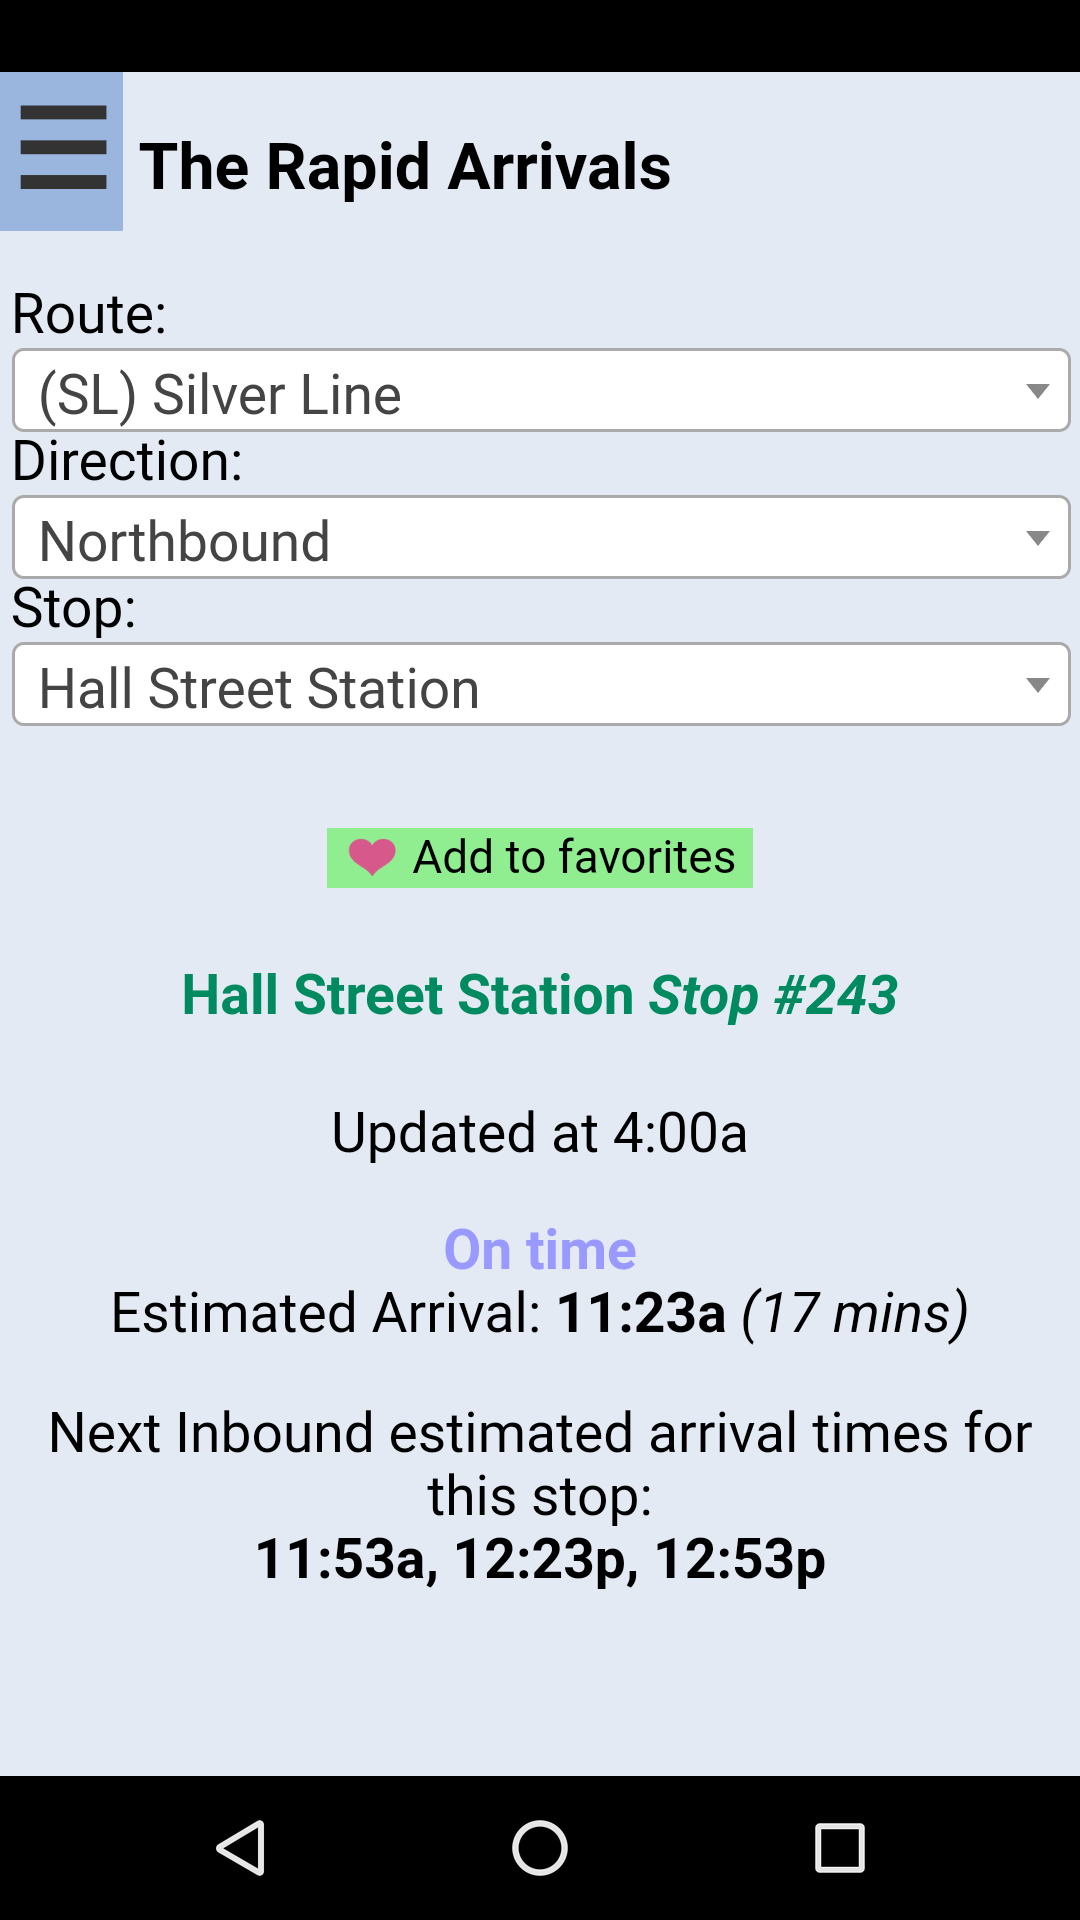 The Rapid Arrivals
Route:
(SL) Silver Line
Direction:
Northbound
Stop:
Hall Street Station
Add to favorites
Hall Street Station Stop #243
Updated at 4:00a
On time
Estimated Arrival: 11:23a (17 mins)
Next Inbound estimated arrival times for
this stop:
11:53a, 12:23p, 12:53p